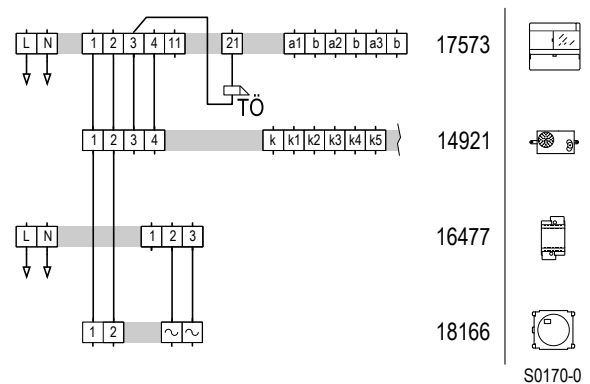 L N 1 2 3 4 11 21 a1 b a2 b a3 b 17573
TÖ
1 2 3 4 k k1 k2 k3 k4 k5 14921
L N 1 2 3 16477
1 2 ~ ~ 18166
S0170-0